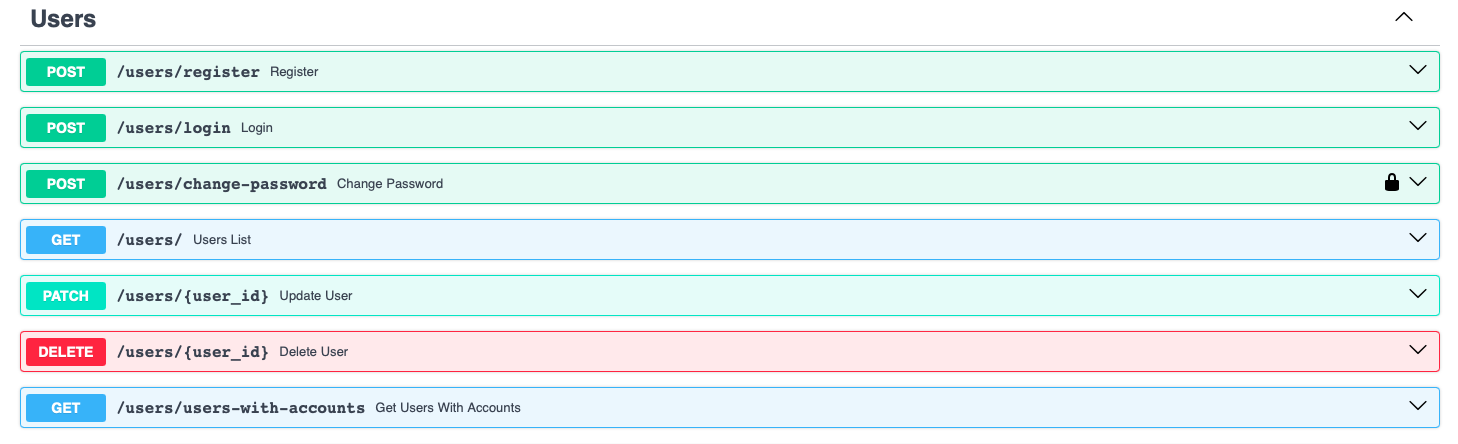 Users
POST /users/register Register
POST /users/login Login
POST /users/change-password Change Password
GET /users/ Users List
PATCH /users/{user_id} Update User
DELETE /users/{user_id} Delete User
GET /users/users-with-accounts Get Users With Accounts